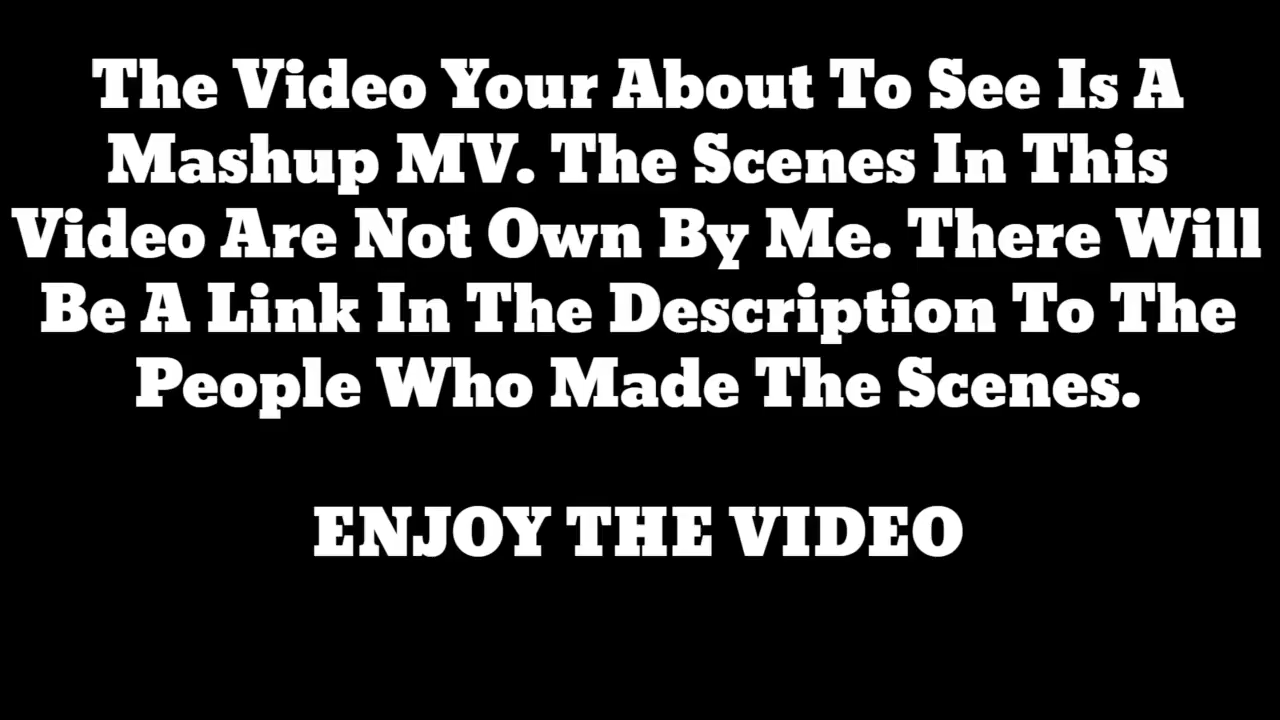 The Video Your About To See Is A
Mashup MV. The Scenes In This
Video Are Not Own By Me. There Will
Be A Link In The Description To The
People Who Made The Scenes.
ENJOY THE VIDEO